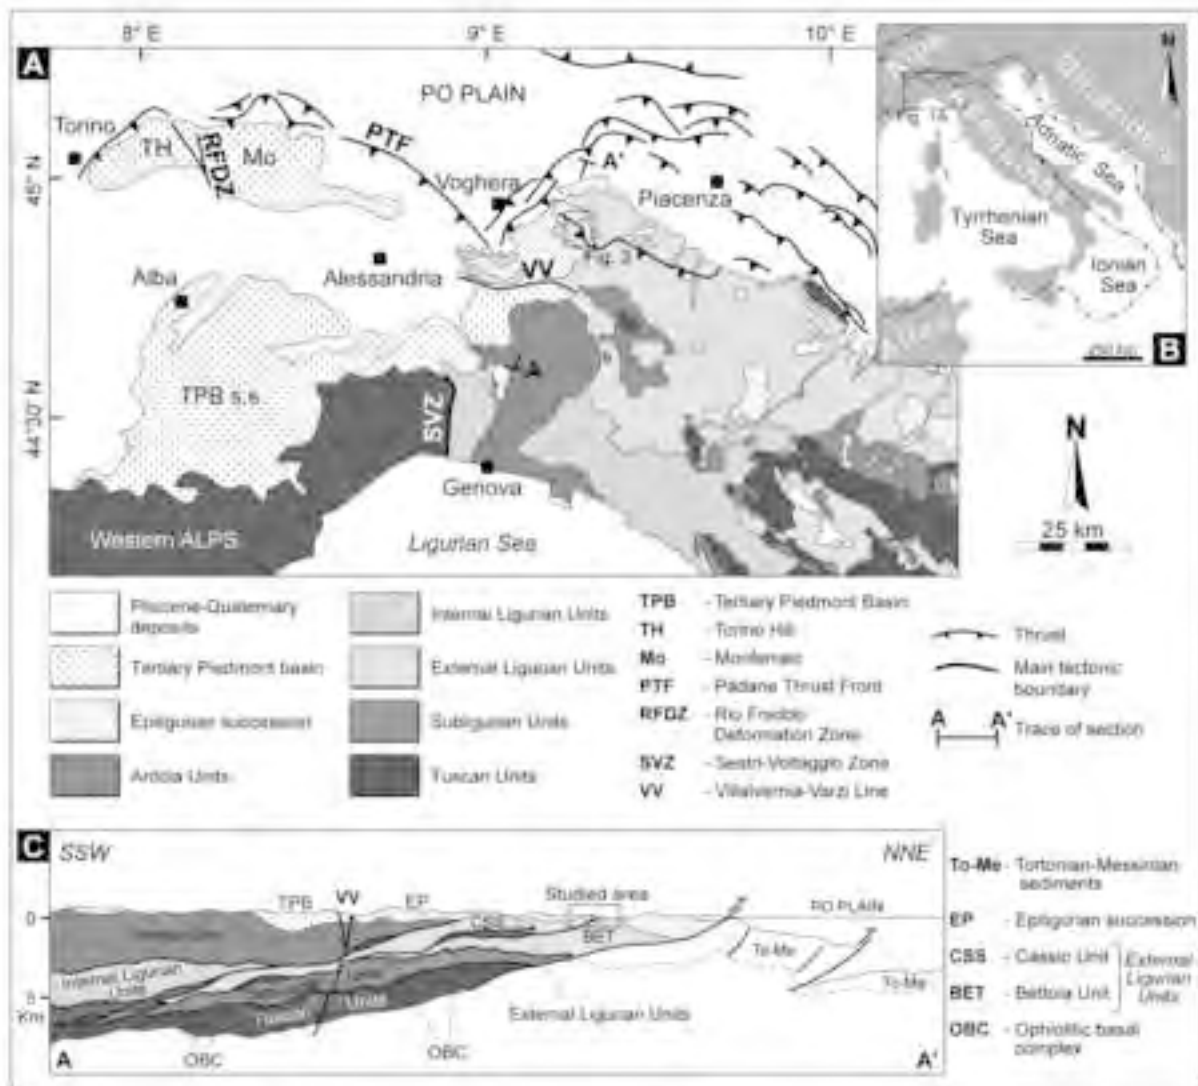 A
8° E
9° E
10° E
N
PO PLAIN
Torino
TH
RFDZ
Mo
PTF
A'
Adriatic Sea
45° N
Voghera
Piacenza
Tyrrhenian
Sea
Ionian
Sea
Fig. 3
Alba
Alessandria
VV
B
A
TPB s.s.
44°30' N
SVZ
N
Genova
25 km
Western ALPS
Ligurian Sea
Pliocene-Quaternary
deposits
Tertiary Piedmont basin
Epiligurian succession
Antola Units
Internal Ligurian Units
External Ligurian Units
Subligurian Units
Tuscan Units
TPB - Tertiary Piedmont Basin
TH - Torino Hill
Mo - Monferrato
PTF - Padane Thrust Front
RFDZ - Rio Freddo
Deformation Zone
SVZ - Sestri-Voltaggio Zone
VV - Villalvernia-Varzi Line
Thrust
Main tectonic
boundary
A A' Trace of section
C
SSW
NNE
TPB
VV
EP
Studied area
PO PLAIN
0
CSS
BET
To-Me
To-Me
Internal Ligurian
Units
5
Km
External Ligurian Units
OBC
OBC
A
A'
To-Me - Tortonian-Messinian
sediments
EP - Epiligurian succession
CSS - Cassio Unit
BET - Bettola Unit
External
Ligurian
Units
OBC - Ophiolitic basal
complex